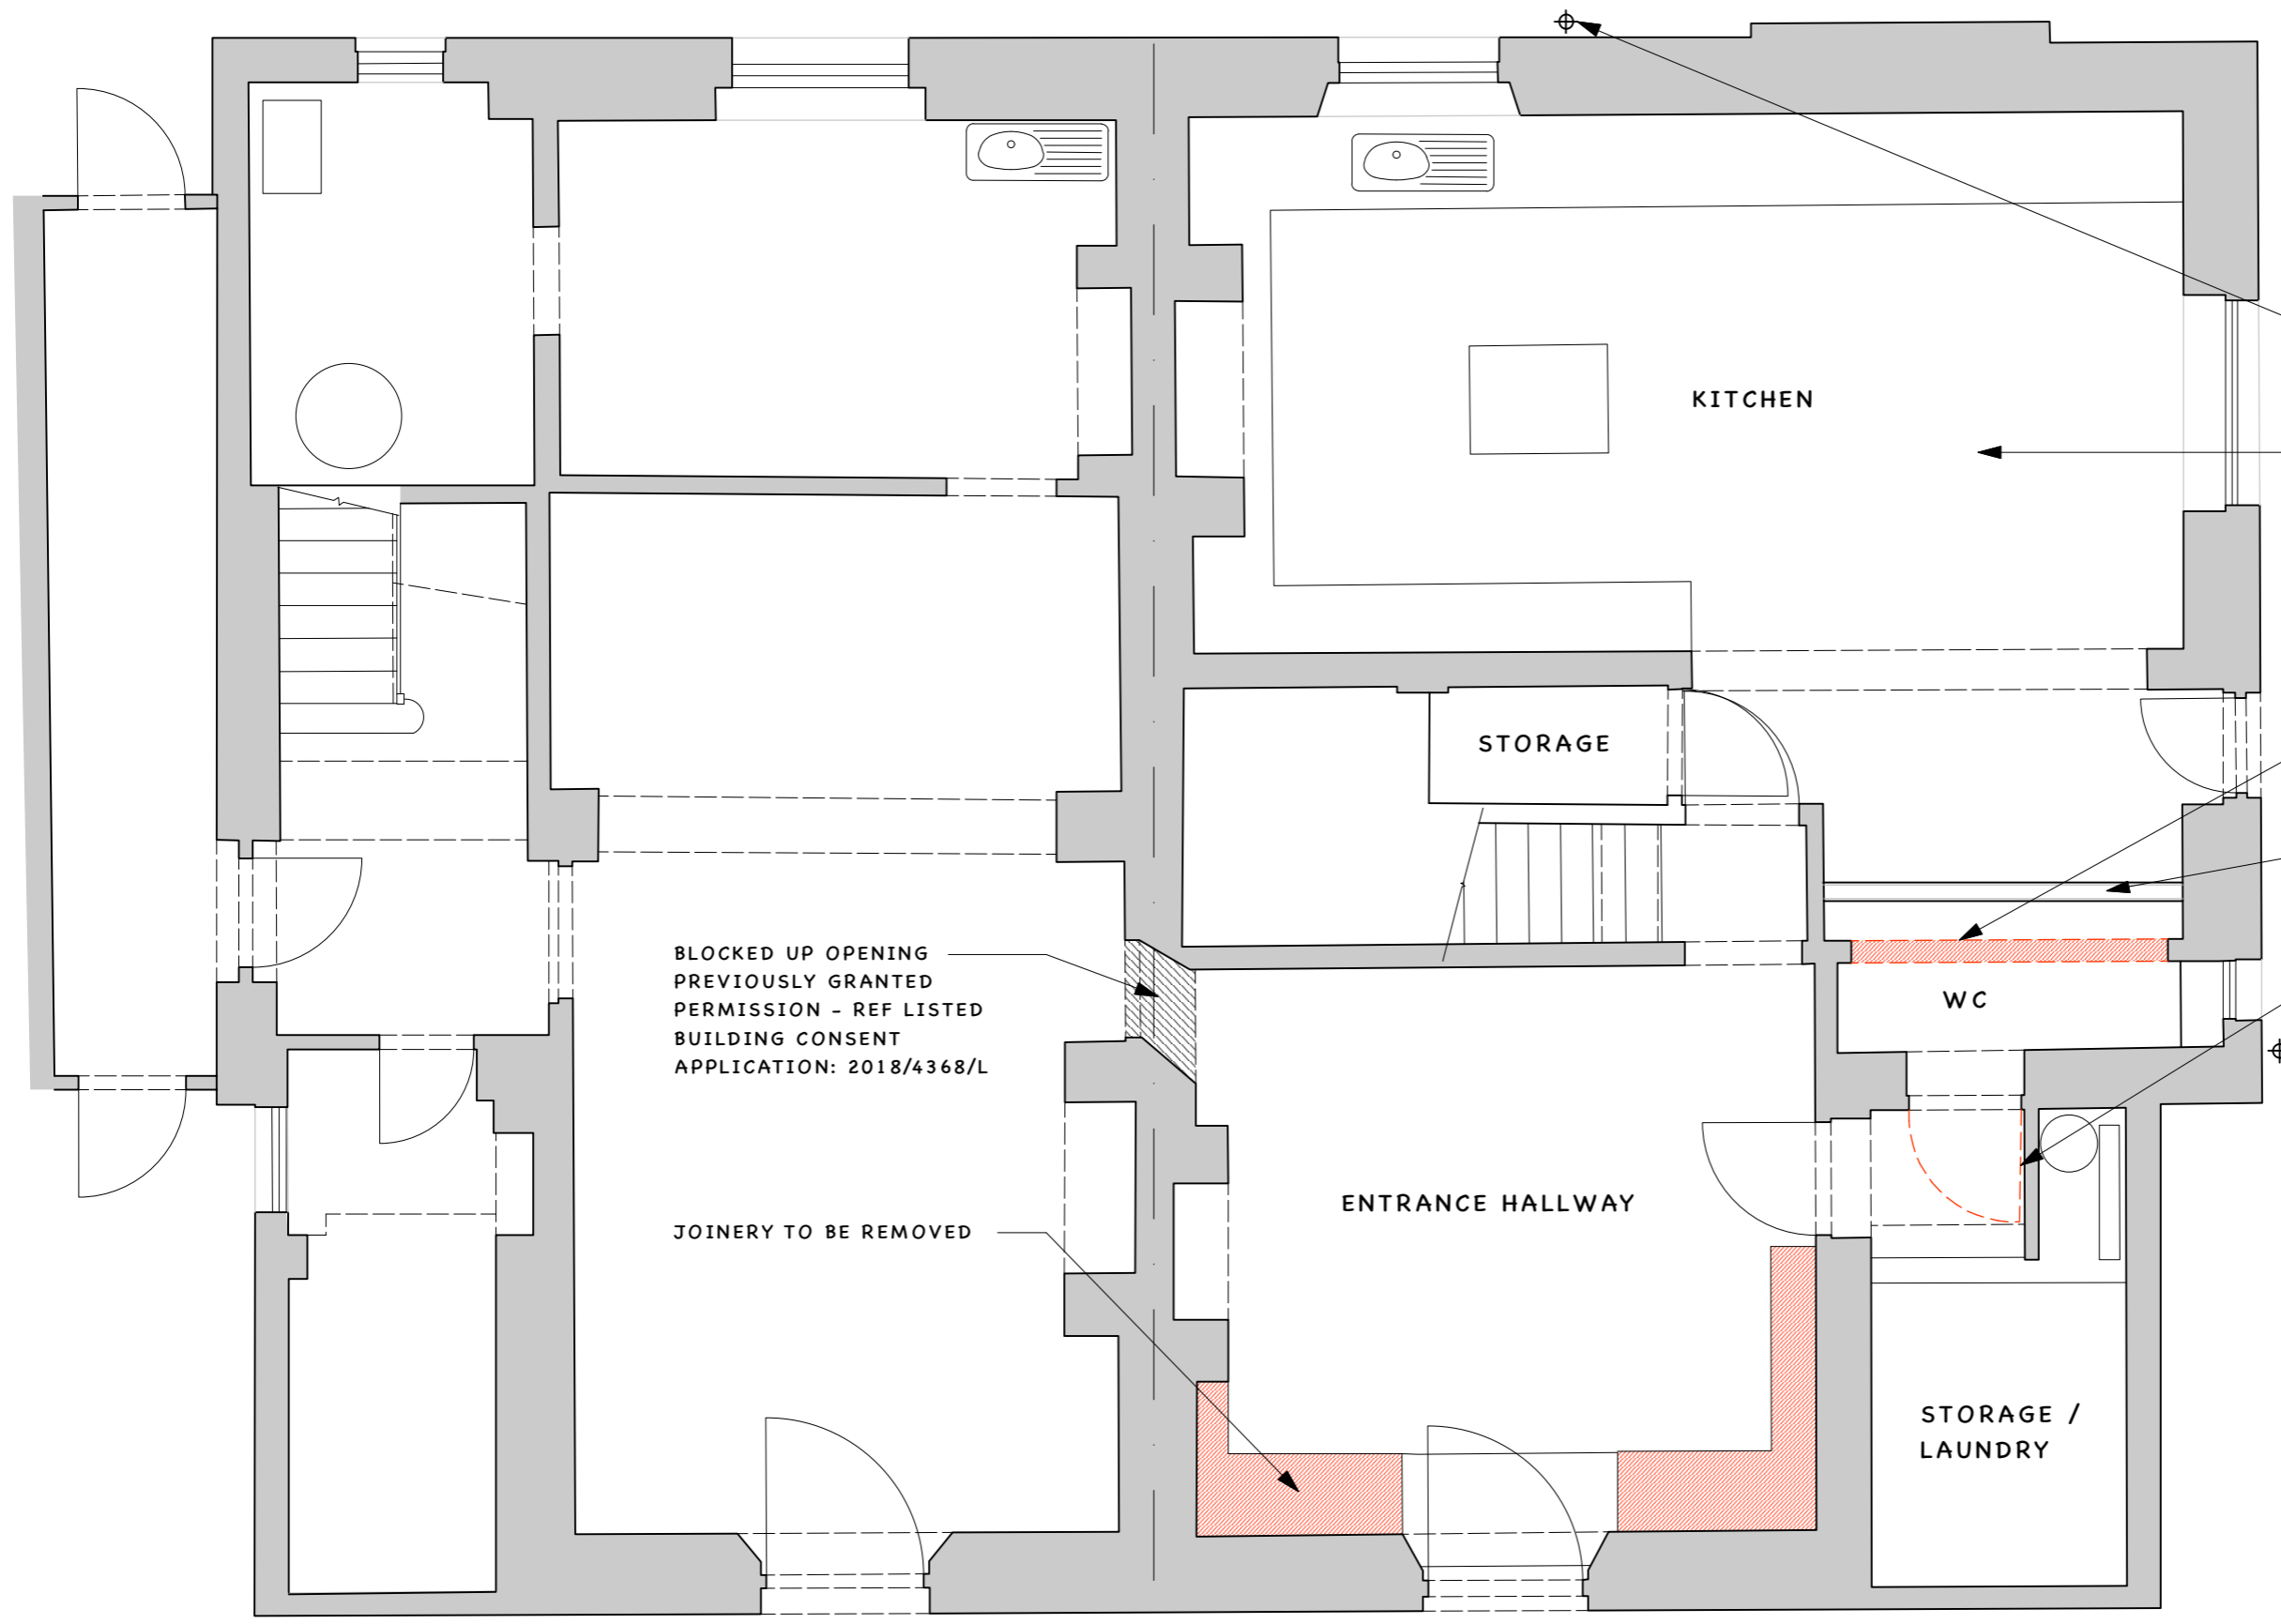 KITCHEN
STORAGE
BLOCKED UP OPENING
PREVIOUSLY GRANTED
PERMISSION – REF LISTED
BUILDING CONSENT
APPLICATION: 2018/4368/L
WC
ENTRANCE HALLWAY
JOINERY TO BE REMOVED
STORAGE /
LAUNDRY